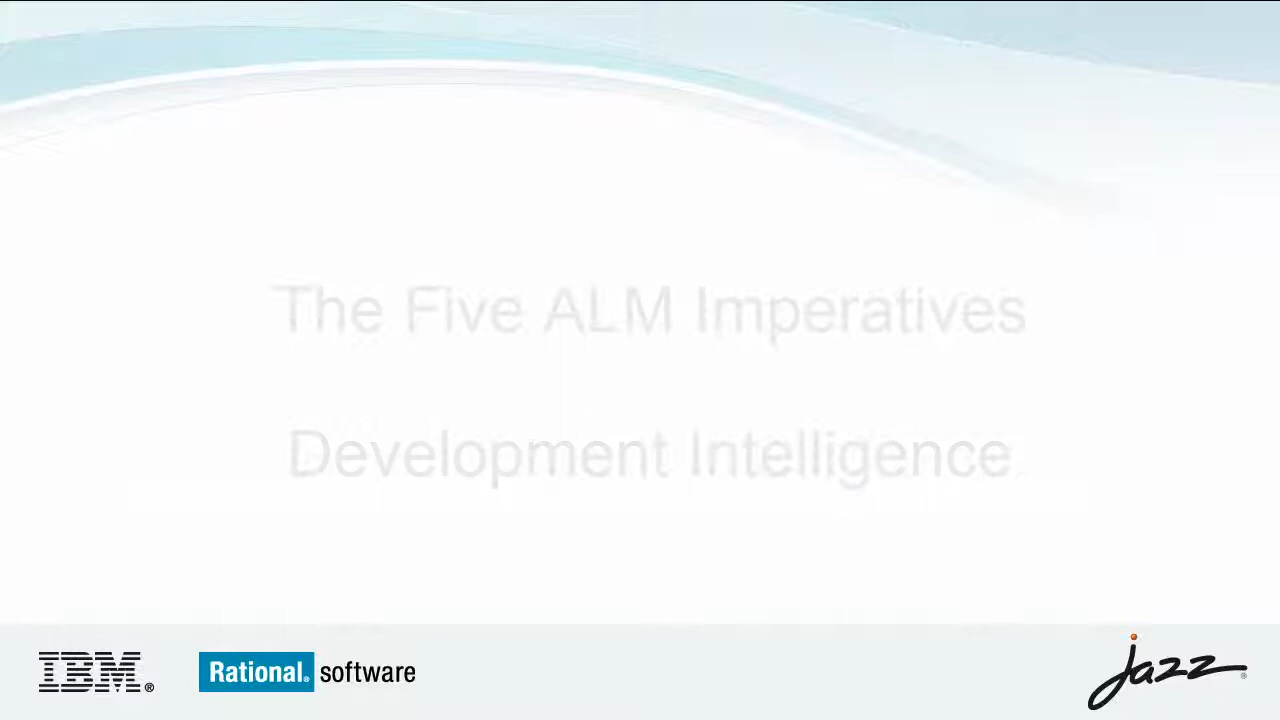 The Five ALM Imperatives
Development Intelligence
IBM®
Rational® software
jazz®